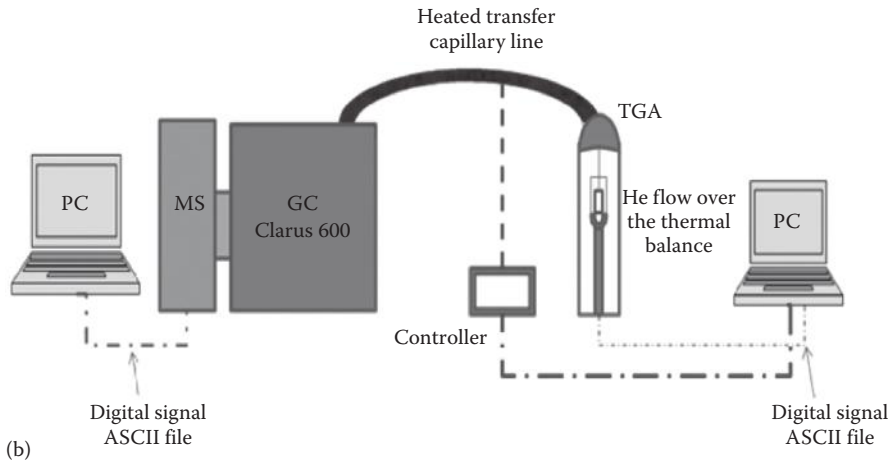 Heated transfer
capillary line
TGA
PC
MS
GC
Clarus 600
He flow over
the thermal
balance
PC
Controller
Digital signal
ASCII file
Digital signal
ASCII file
(b)